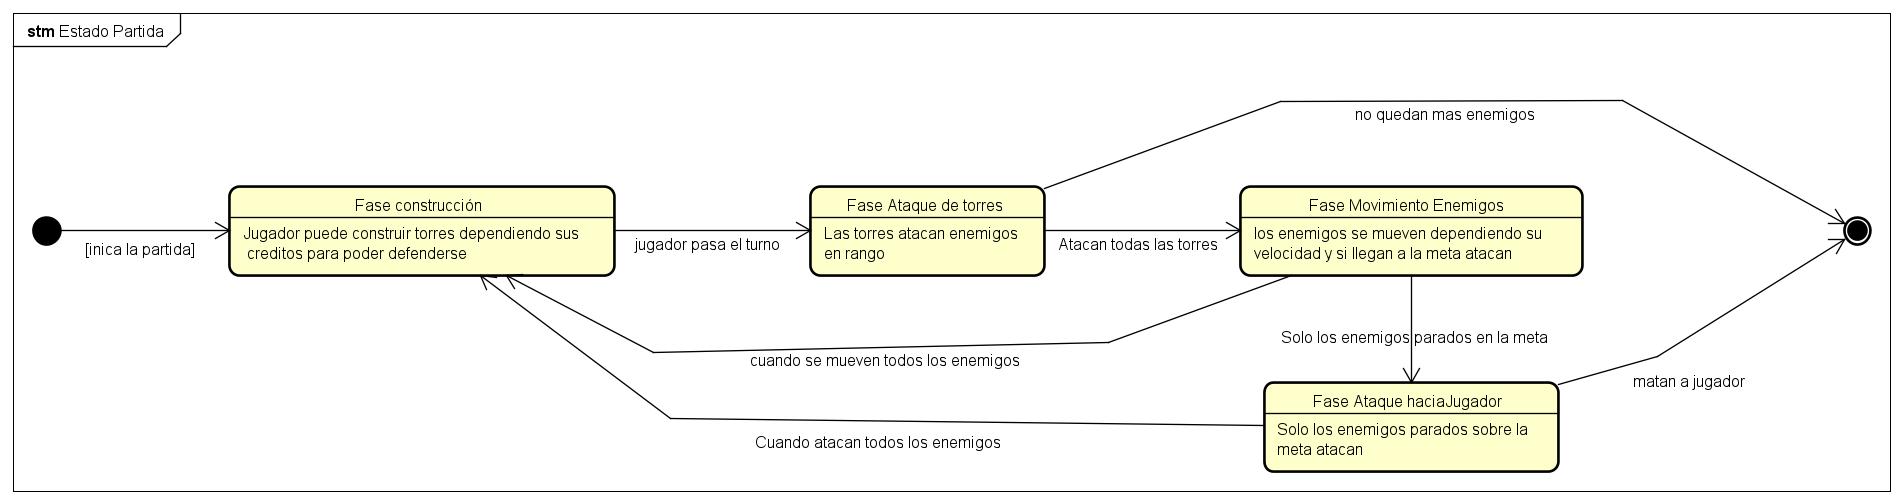 stm Estado Partida
no quedan mas enemigos
Fase construcción
Jugador puede construir torres dependiendo sus
creditos para poder defenderse
Fase Ataque de torres
Las torres atacan enemigos
en rango
Fase Movimiento Enemigos
los enemigos se mueven dependiendo su
velocidad y si llegan a la meta atacan
[inica la partida]
jugador pasa el turno
Atacan todas las torres
Solo los enemigos parados en la meta
cuando se mueven todos los enemigos
matan a jugador
Fase Ataque haciaJugador
Solo los enemigos parados sobre la
meta atacan
Cuando atacan todos los enemigos